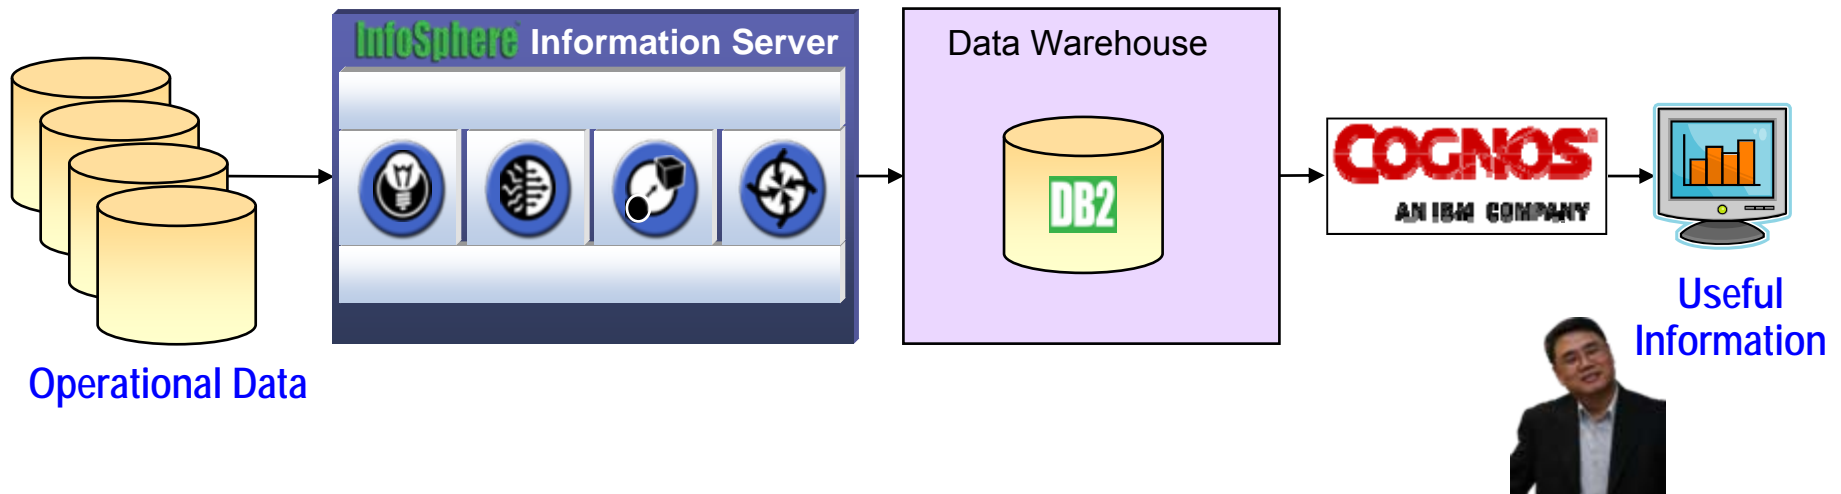 InfoSphere Information Server
Data Warehouse
DB2
COGNOS
AN IBM COMPANY
Useful
Information
Operational Data